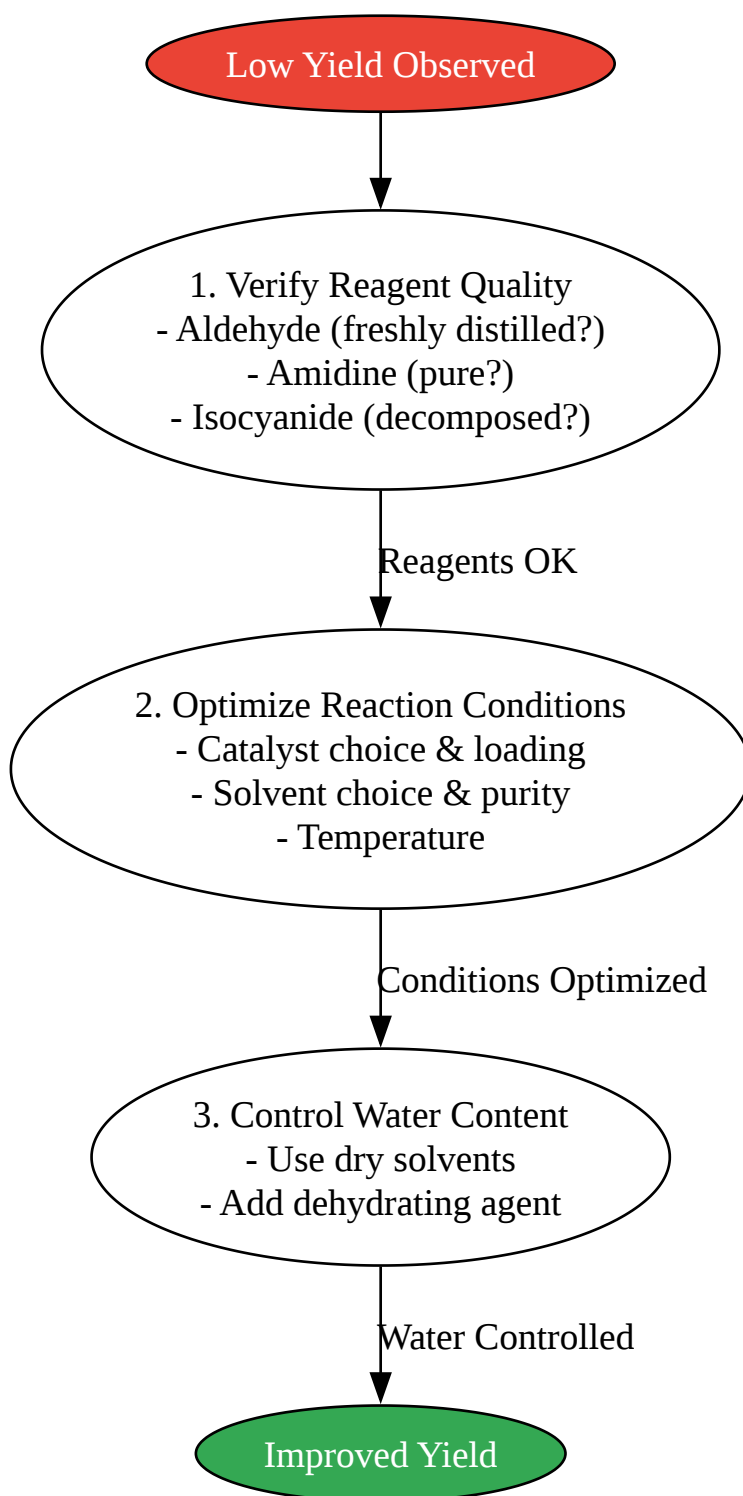 Low Yield Observed
1. Verify Reagent Quality
- Aldehyde (freshly distilled?)
- Amidine (pure?)
- Isocyanide (decomposed?)
Reagents OK
2. Optimize Reaction Conditions
- Catalyst choice & loading
- Solvent choice & purity
- Temperature
Conditions Optimized
3. Control Water Content
- Use dry solvents
- Add dehydrating agent
Water Controlled
Improved Yield